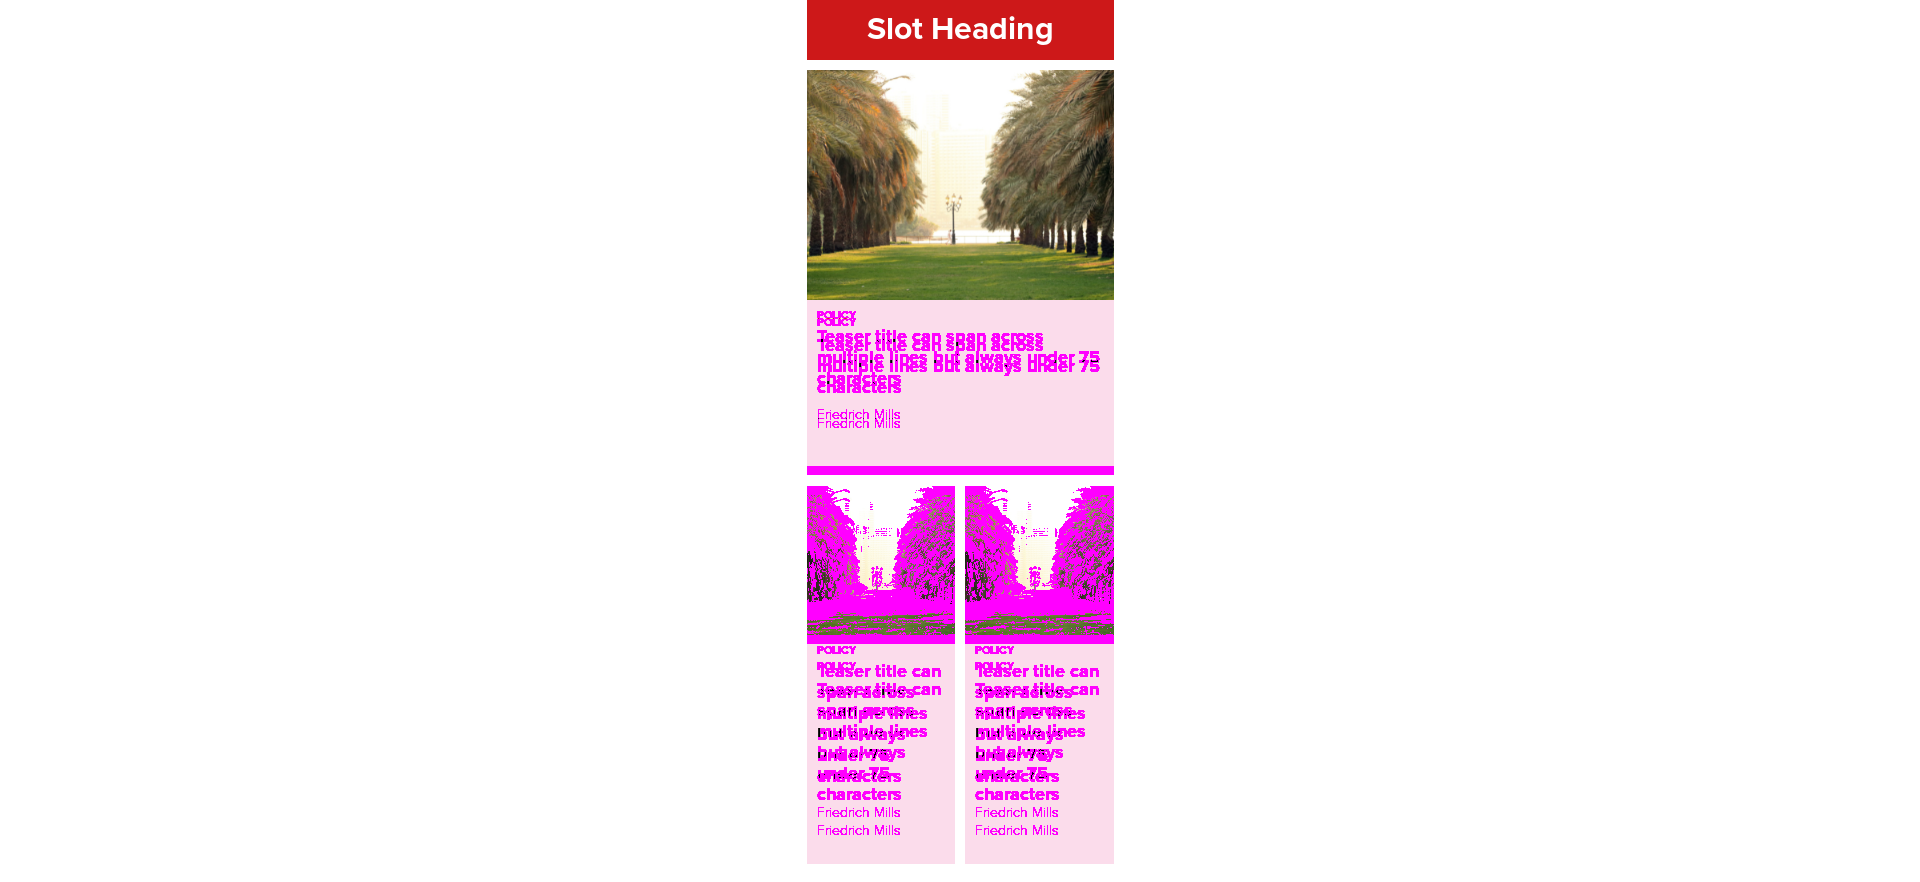 Slot Heading
POLICY
POLICY
Teaser title can span across
Teaser title can span across
multiple lines but always under 75
multiple lines but always under 75
characters
characters
Friedrich Mills
Friedrich Mills
POLICY
POLICY
Teaser title can
Teaser title can
span across
span across
multiple lines
multiple lines
but always
but always
under 75
under 75
characters
characters
Friedrich Mills
Friedrich Mills
POLICY
POLICY
Teaser title can
Teaser title can
span across
span across
multiple lines
multiple lines
but always
but always
under 75
under 75
characters
characters
Friedrich Mills
Friedrich Mills